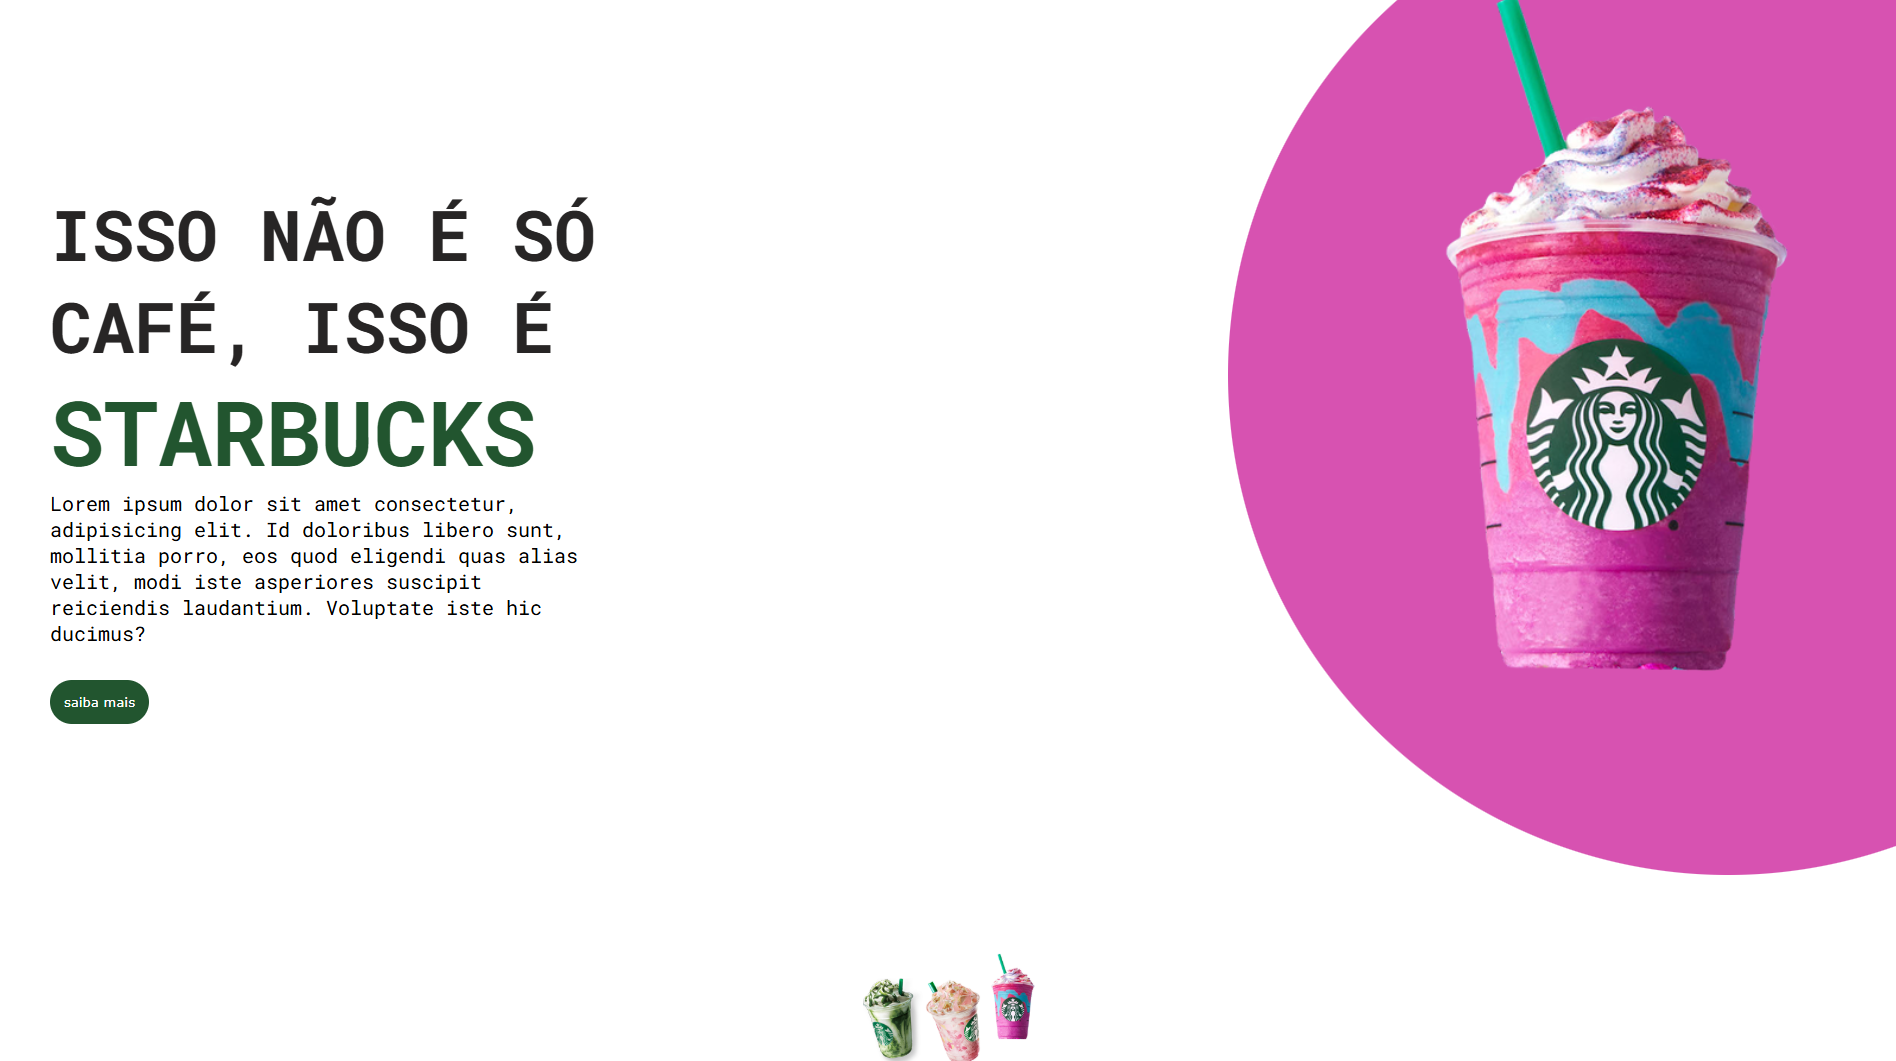 ISSO NÃO É SÓ
CAFÉ, ISSO É
STARBUCKS
Lorem ipsum dolor sit amet consectetur,
adipisicing elit. Id doloribus libero sunt,
mollitia porro, eos quod eligendi quas alias
velit, modi iste asperiores suscipit
reiciendis laudantium. Voluptate iste hic
ducimus?
saiba mais